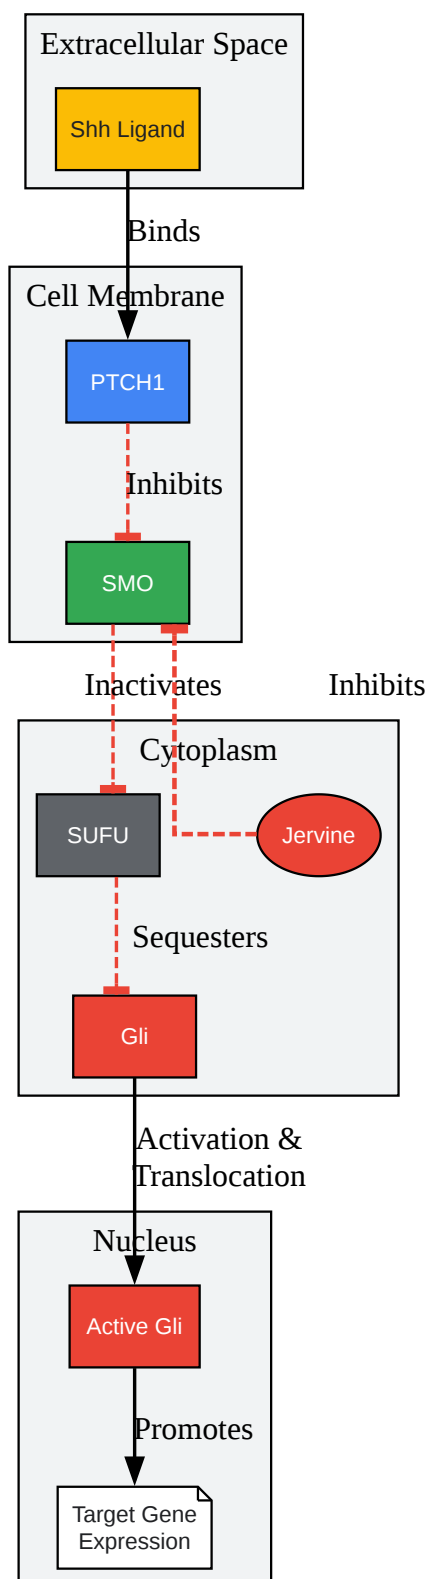 Extracellular Space
Shh Ligand
Binds
Cell Membrane
PTCH1
Inhibits
SMO
Inactivates
Inhibits
Cytoplasm
SUFU
Jervine
Sequesters
Gli
Activation &
Translocation
Nucleus
Active Gli
Promotes
Target Gene
Expression